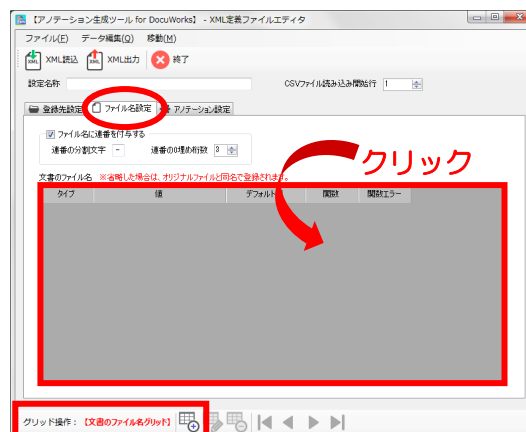 【アノテーション生成ツール for DocuWorks】 - XML定義ファイルエディタ
ファイル(F) データ編集(Q) 移動(M)
XML XML読込 XML XML出力 終了
設定名称 CSVファイル読み込み開始行 1
登録先設定 ファイル名設定 アノテーション設定
ファイル名に連番を付与する
連番の分割文字 - 連番の0埋め桁数 3
クリック
文書のファイル名 ※省略した場合は、オリジナルファイルと同名で登録されます。
タイプ 値 デフォルト 関数 関数エラー
グリッド操作： 【文書のファイル名グリッド】